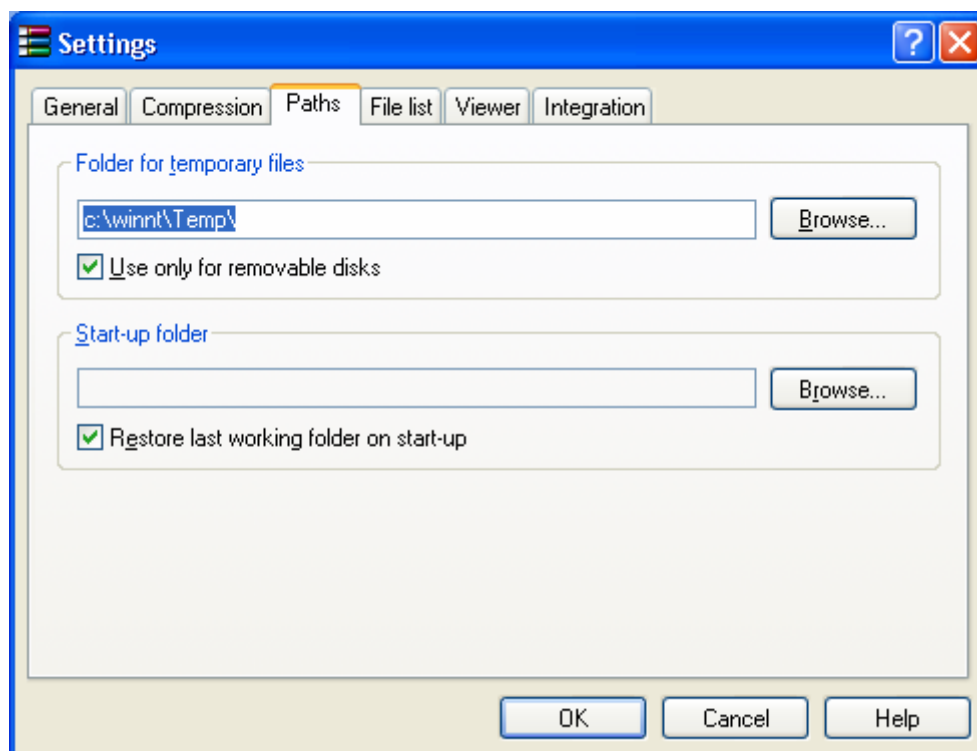 Settings
General Compression Paths File list Viewer Integration
Folder for temporary files
c:\winnt\Temp\ Browse...
Use only for removable disks
Start-up folder
Browse...
Restore last working folder on start-up
OK Cancel Help